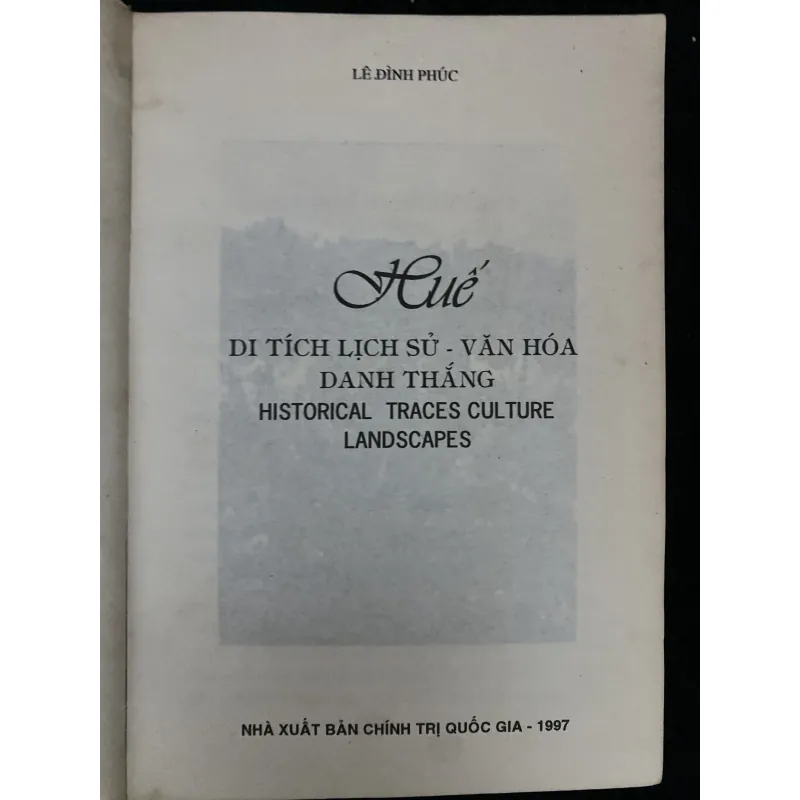 LÊ ĐÌNH PHÚC
Huế
DI TÍCH LỊCH SỬ - VĂN HÓA
DANH THẮNG
HISTORICAL TRACES CULTURE
LANDSCAPES
NHÀ XUẤT BẢN CHÍNH TRỊ QUỐC GIA - 1997